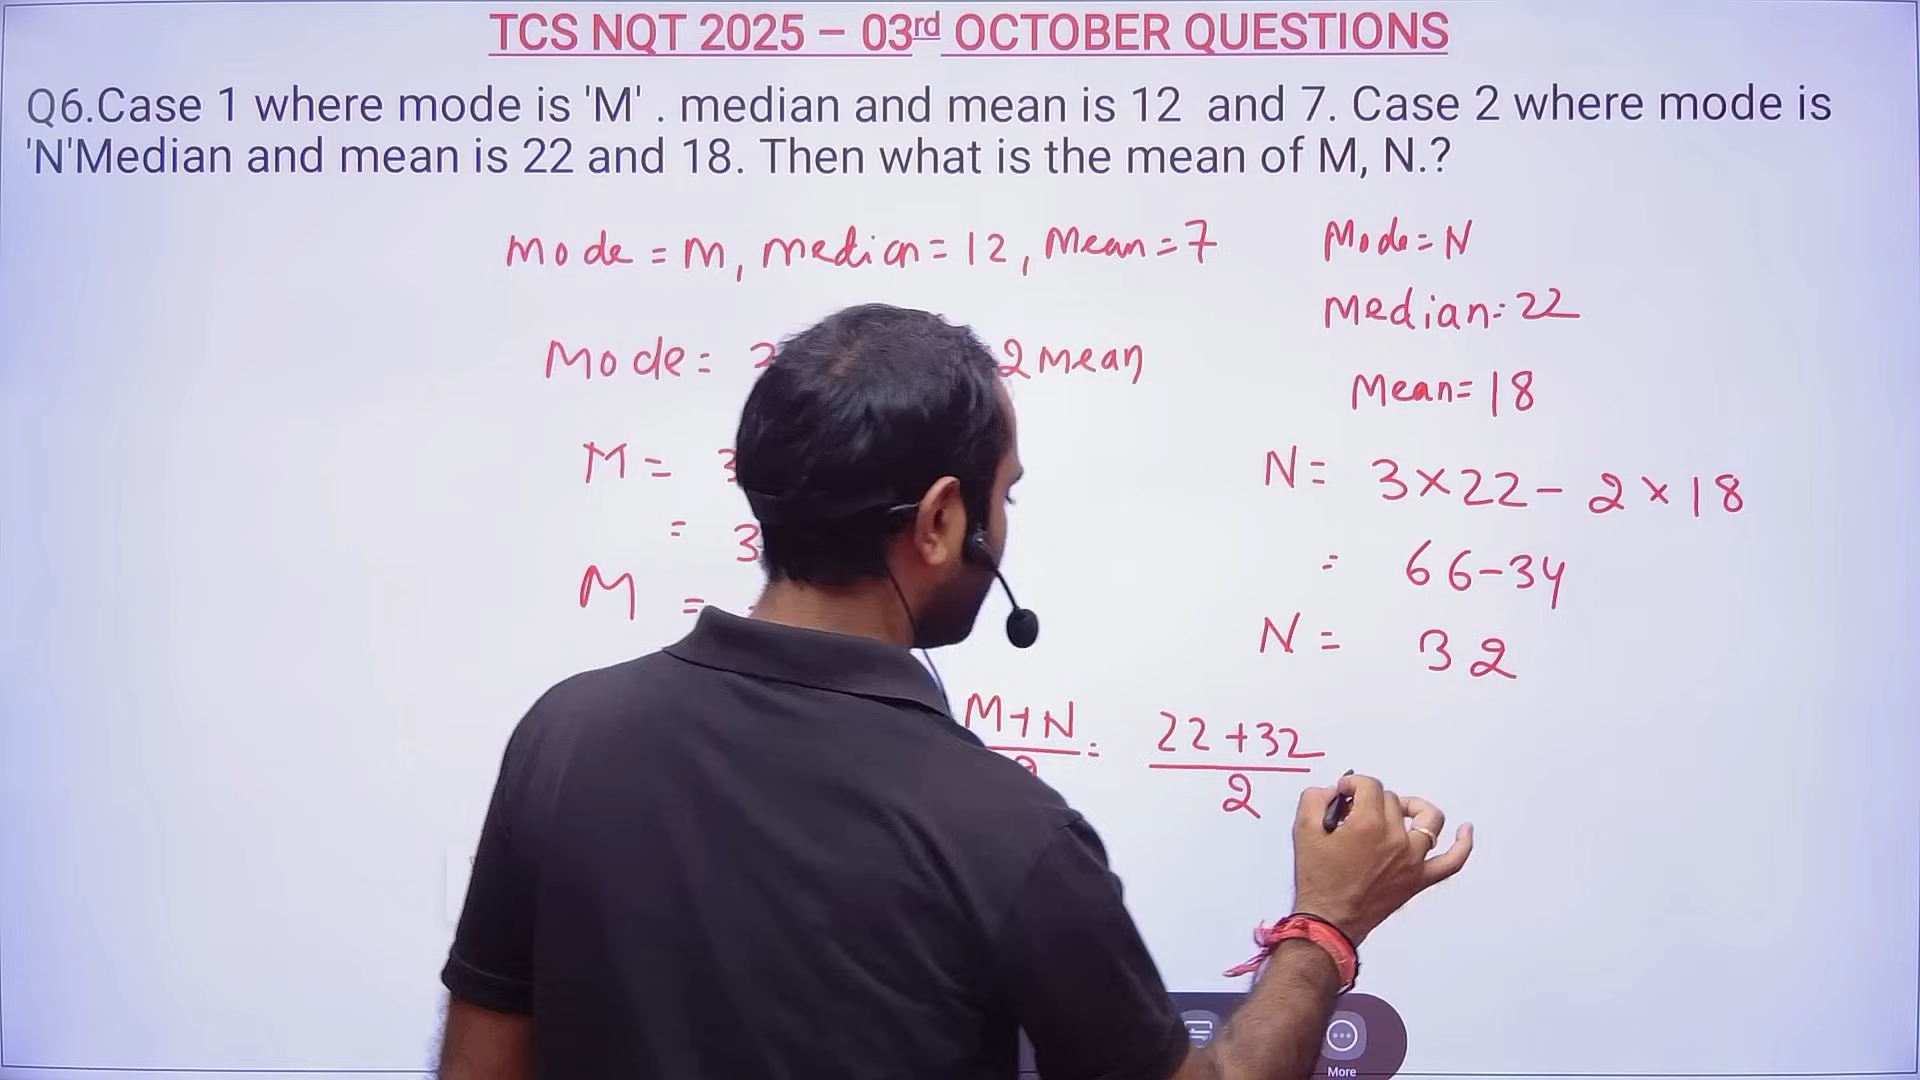 TCS NQT 2025 – 03rd OCTOBER QUESTIONS
Q6.Case 1 where mode is 'M' . median and mean is 12 and 7. Case 2 where mode is
'N'Median and mean is 22 and 18. Then what is the mean of M, N.?
Mode = M, Median = 12, Mean = 7
Mode = 2 Mean
M = 3
= 3
M =
Mode = N
Median = 22
Mean = 18
N = 3 × 22 – 2 × 18
= 66 – 34
N = 32
M+N = 22+32
2
More